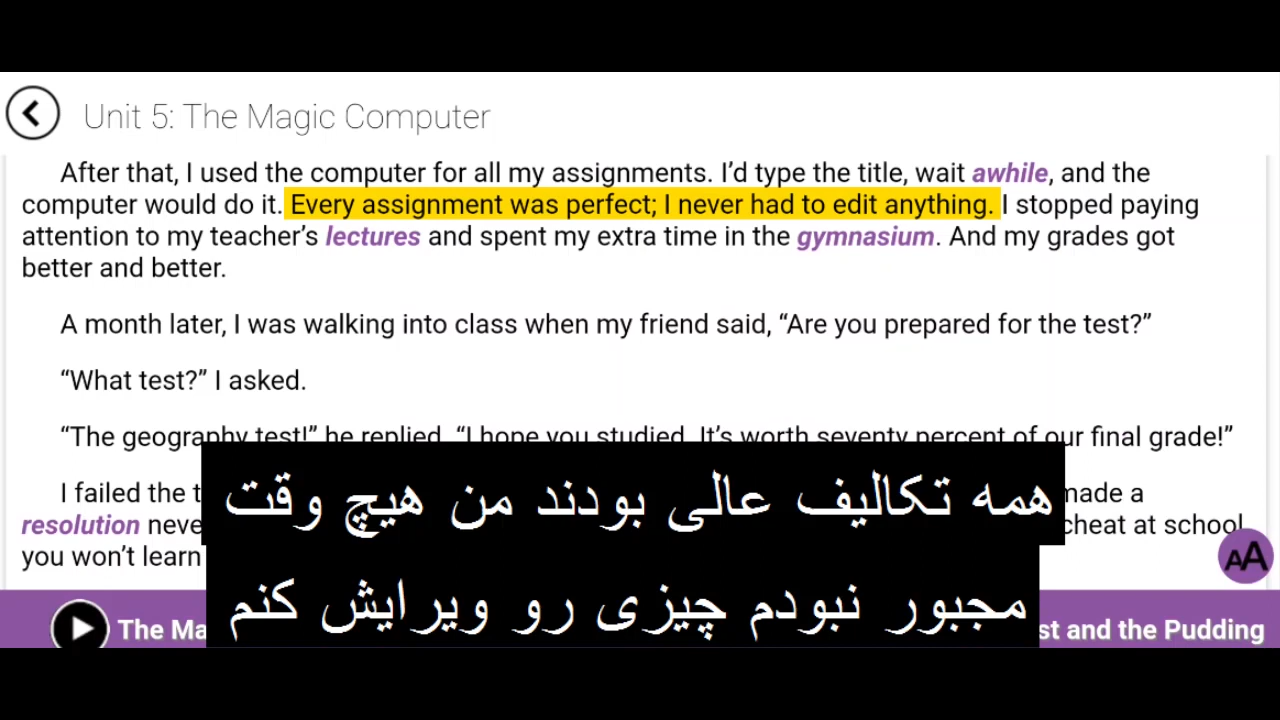 Unit 5: The Magic Computer
After that, I used the computer for all my assignments. I’d type the title, wait awhile, and the
computer would do it. Every assignment was perfect; I never had to edit anything. I stopped paying
attention to my teacher’s lectures and spent my extra time in the gymnasium. And my grades got
better and better.
A month later, I was walking into class when my friend said, “Are you prepared for the test?”
“What test?” I asked.
“The geography test!” he replied. “I hope you studied. It’s worth seventy percent of our final grade!”
I failed the made a
resolution cheat at school
you won’t learn
همه تکالیف عالی بودند من هیچ وقت
مجبور نبودم چیزی رو ویرایش کنم
AA
The st and the Pudding